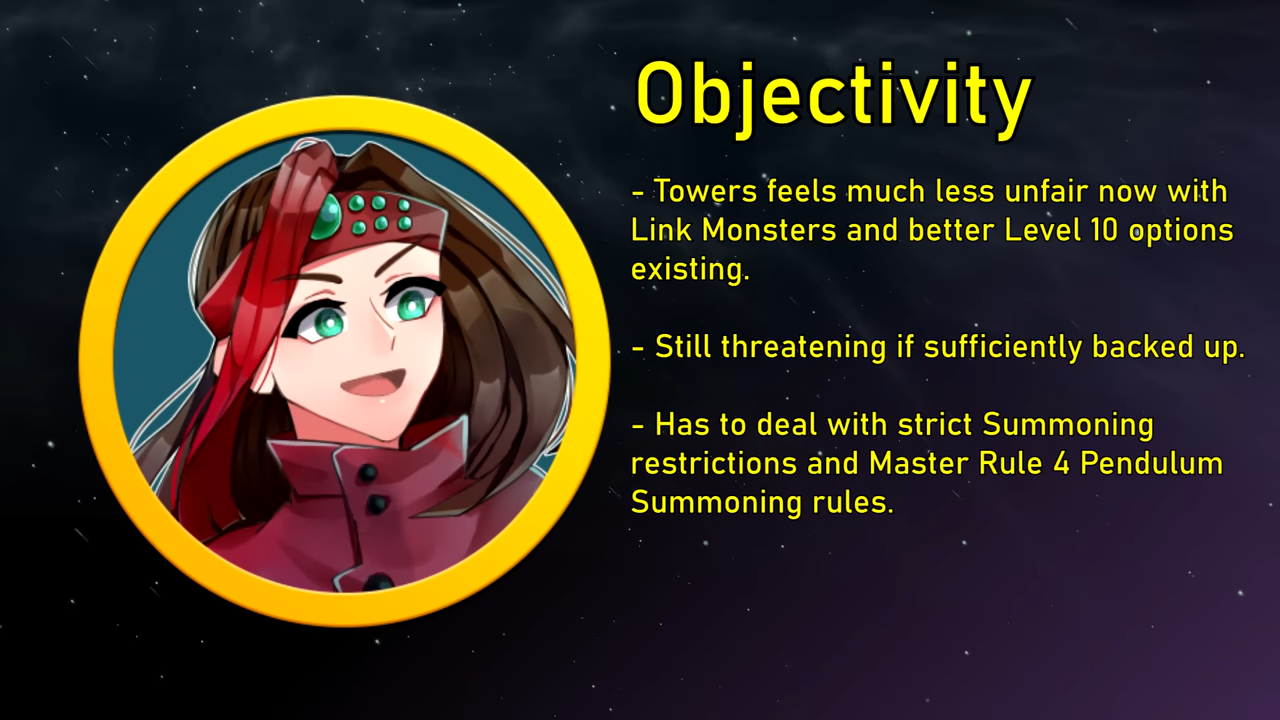 Objectivity
- Towers feels much less unfair now with
Link Monsters and better Level 10 options
existing.
- Still threatening if sufficiently backed up.
- Has to deal with strict Summoning
restrictions and Master Rule 4 Pendulum
Summoning rules.